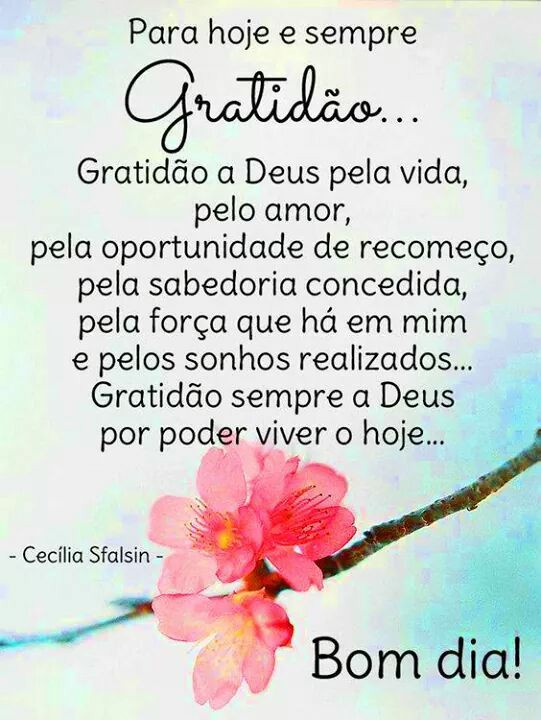 Para hoje e sempre
Gratidão...
Gratidão a Deus pela vida,
pelo amor,
pela oportunidade de recomeço,
pela sabedoria concedida,
pela força que há em mim
e pelos sonhos realizados...
Gratidão sempre a Deus
por poder viver o hoje...
- Cecília Sfalsin -
Bom dia!